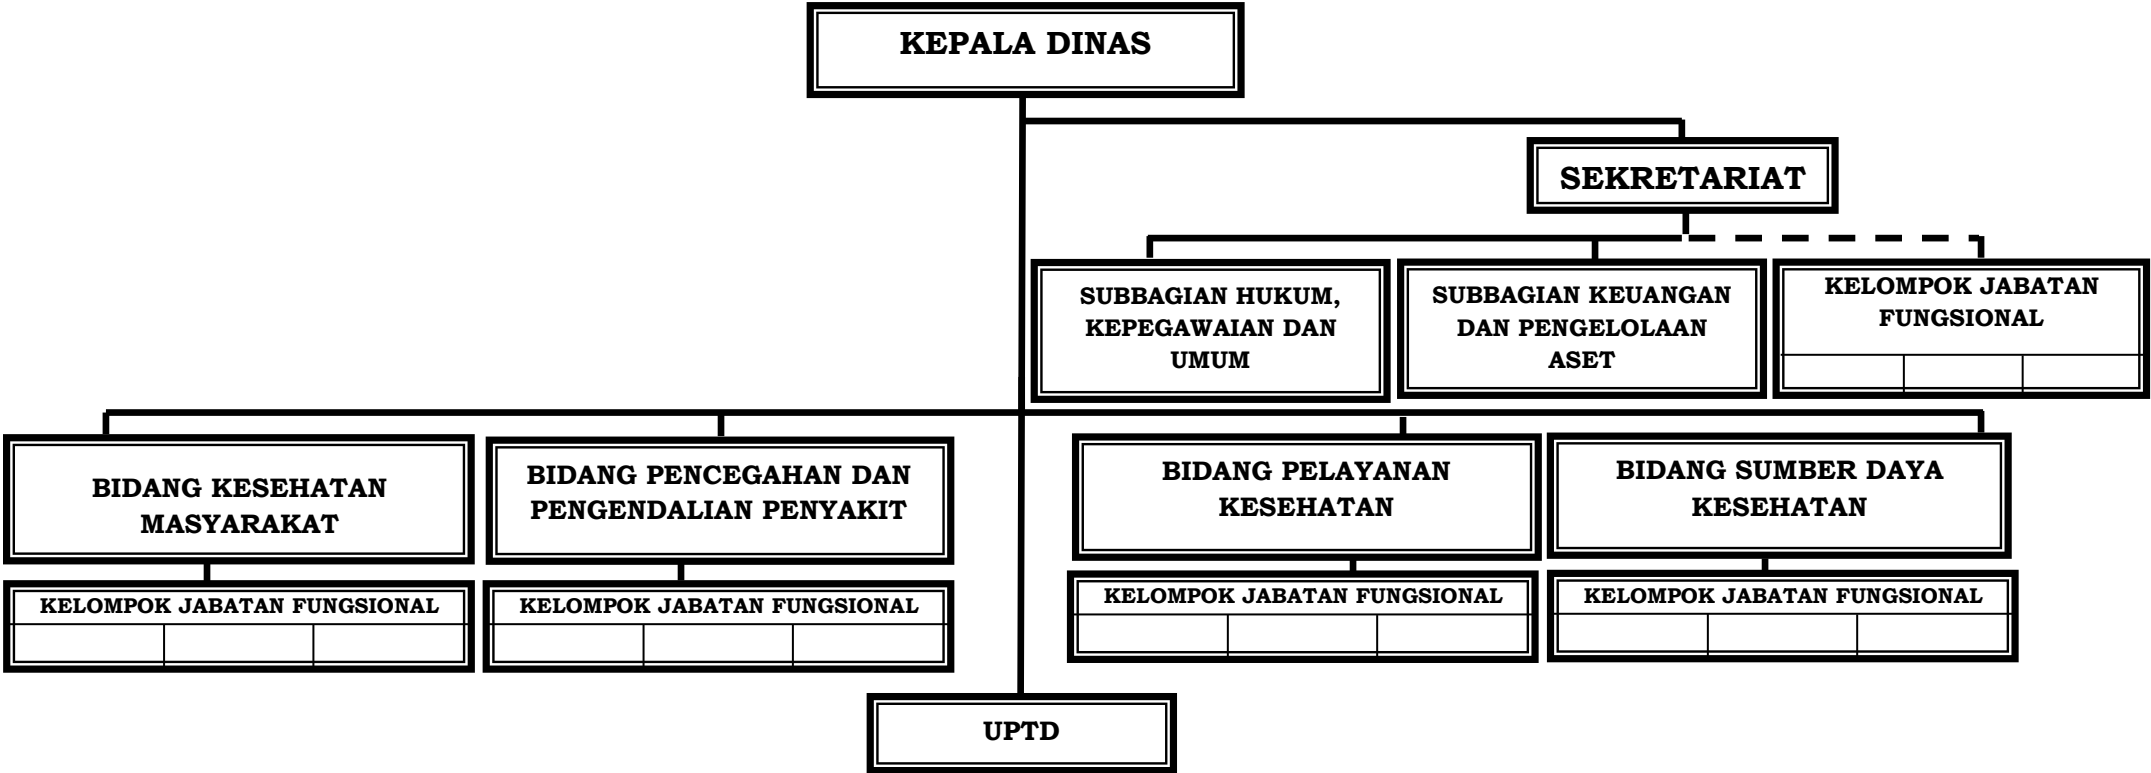 KEPALA DINAS
SEKRETARIAT
SUBBAGIAN HUKUM,
KEPEGAWAIAN DAN
UMUM
SUBBAGIAN KEUANGAN
DAN PENGELOLAAN
ASET
KELOMPOK JABATAN
FUNGSIONAL
BIDANG KESEHATAN
MASYARAKAT
BIDANG PENCEGAHAN DAN
PENGENDALIAN PENYAKIT
BIDANG PELAYANAN
KESEHATAN
BIDANG SUMBER DAYA
KESEHATAN
KELOMPOK JABATAN FUNGSIONAL
KELOMPOK JABATAN FUNGSIONAL
KELOMPOK JABATAN FUNGSIONAL
KELOMPOK JABATAN FUNGSIONAL
UPTD